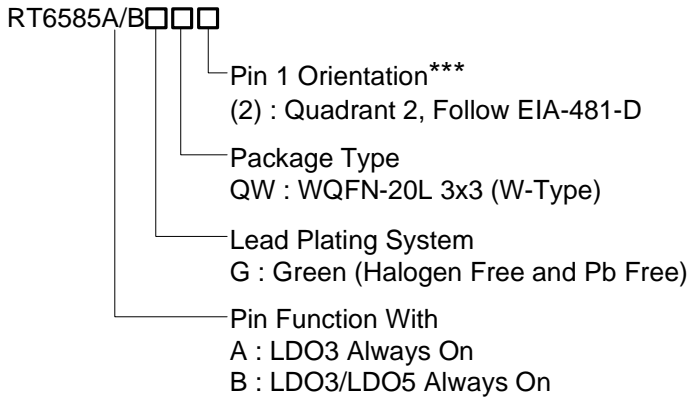 RT6585A/B□□□
Pin 1 Orientation***
(2) : Quadrant 2, Follow EIA-481-D
Package Type
QW : WQFN-20L 3x3 (W-Type)
Lead Plating System
G : Green (Halogen Free and Pb Free)
Pin Function With
A : LDO3 Always On
B : LDO3/LDO5 Always On